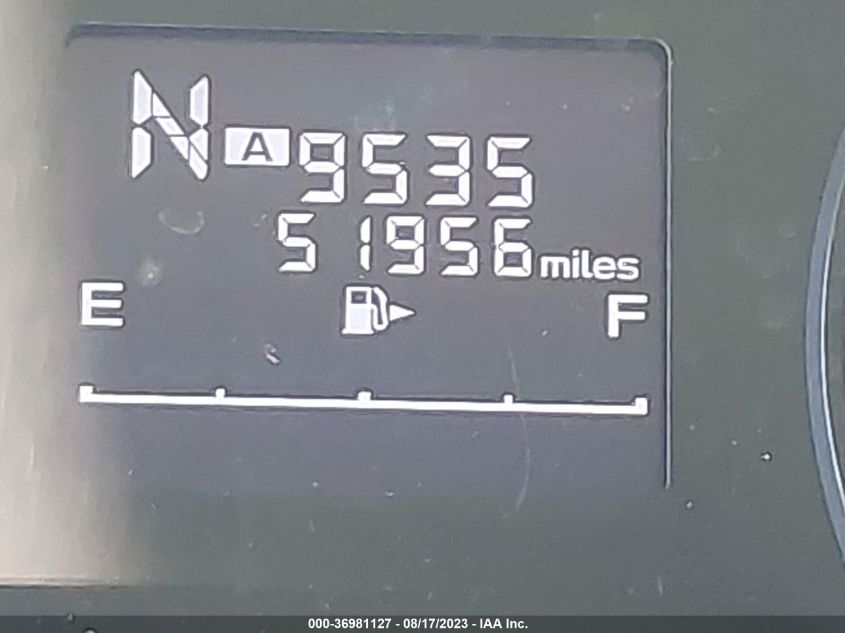 N A 9535
51956 miles
E F
000-36981127 - 08/17/2023 - IAA Inc.